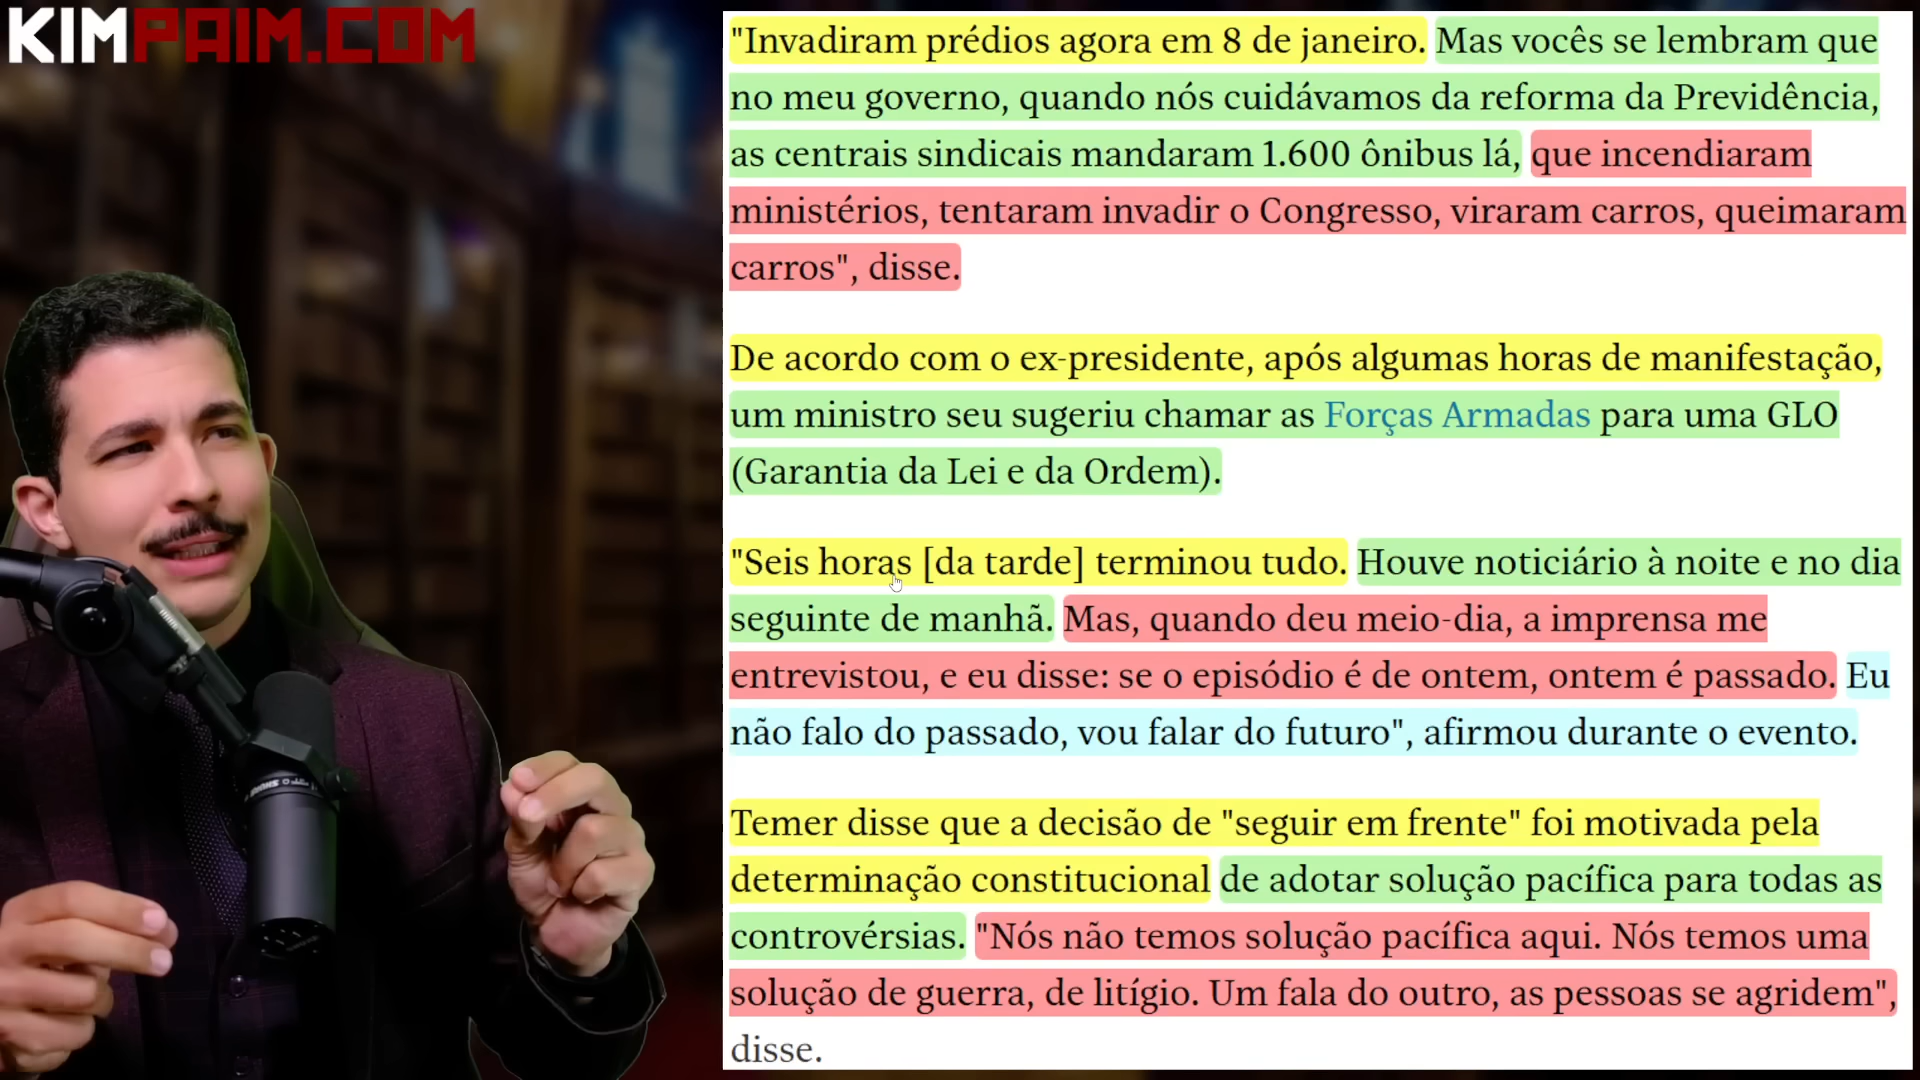 KIMPAIM.COM
"Invadiram prédios agora em 8 de janeiro. Mas vocês se lembram que
no meu governo, quando nós cuidávamos da reforma da Previdência,
as centrais sindicais mandaram 1.600 ônibus lá, que incendiaram
ministérios, tentaram invadir o Congresso, viraram carros, queimaram
carros", disse.
De acordo com o ex-presidente, após algumas horas de manifestação,
um ministro seu sugeriu chamar as Forças Armadas para uma GLO
(Garantia da Lei e da Ordem).
"Seis horas [da tarde] terminou tudo. Houve noticiário à noite e no dia
seguinte de manhã. Mas, quando deu meio-dia, a imprensa me
entrevistou, e eu disse: se o episódio é de ontem, ontem é passado. Eu
não falo do passado, vou falar do futuro", afirmou durante o evento.
Temer disse que a decisão de "seguir em frente" foi motivada pela
determinação constitucional de adotar solução pacífica para todas as
controvérsias. "Nós não temos solução pacífica aqui. Nós temos uma
solução de guerra, de litígio. Um fala do outro, as pessoas se agridem",
disse.